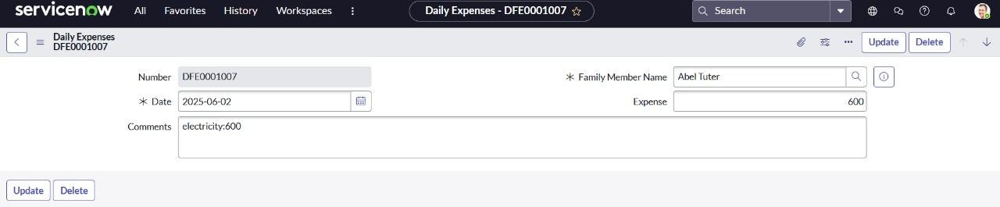 servicenow All Favorites History Workspaces Daily Expenses - DFE0001007 Search
Daily Expenses
DFE0001007
Update Delete
Number DFE0001007 Family Member Name Abel Tuter
Date 2025-06-02 Expense 600
Comments electricity:600
Update Delete